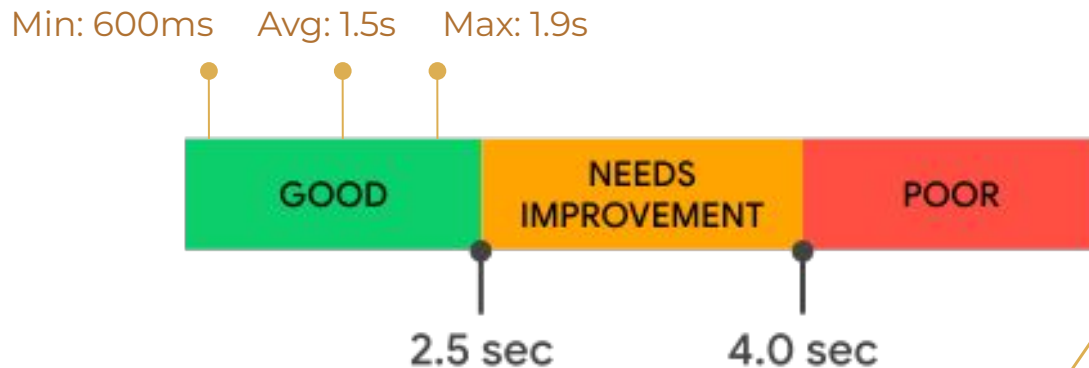 Min: 600ms Avg: 1.5s Max: 1.9s
GOOD
NEEDS
IMPROVEMENT
POOR
2.5 sec
4.0 sec